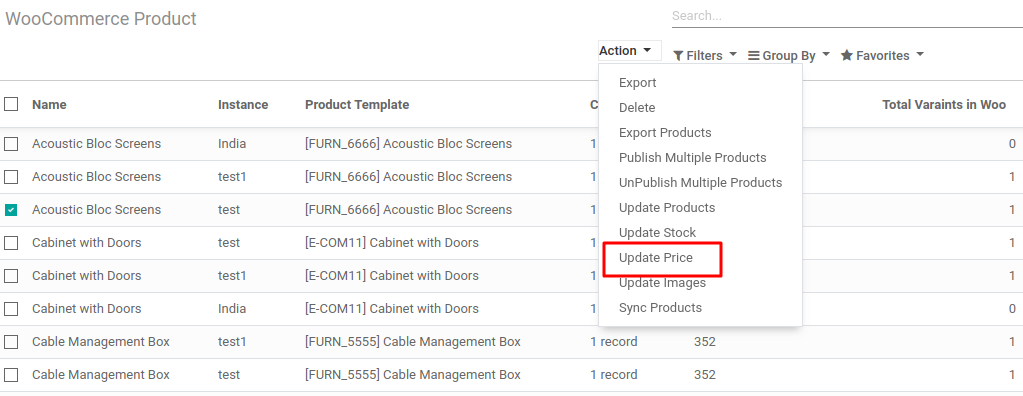 WooCommerce Product
Search...
Action Filters Group By Favorites
Export
Delete
Export Products
Publish Multiple Products
UnPublish Multiple Products
Update Products
Update Stock
Update Price
Update Images
Sync Products
Name Instance Product Template C Total Varaints in Woo
Acoustic Bloc Screens India [FURN_6666] Acoustic Bloc Screens 1 0
Acoustic Bloc Screens test1 [FURN_6666] Acoustic Bloc Screens 1 1
Acoustic Bloc Screens test [FURN_6666] Acoustic Bloc Screens 1 1
Cabinet with Doors test [E-COM11] Cabinet with Doors 1 1
Cabinet with Doors test1 [E-COM11] Cabinet with Doors 1 1
Cabinet with Doors India [E-COM11] Cabinet with Doors 1 0
Cable Management Box test1 [FURN_5555] Cable Management Box 1 record 352 1
Cable Management Box test [FURN_5555] Cable Management Box 1 record 352 1